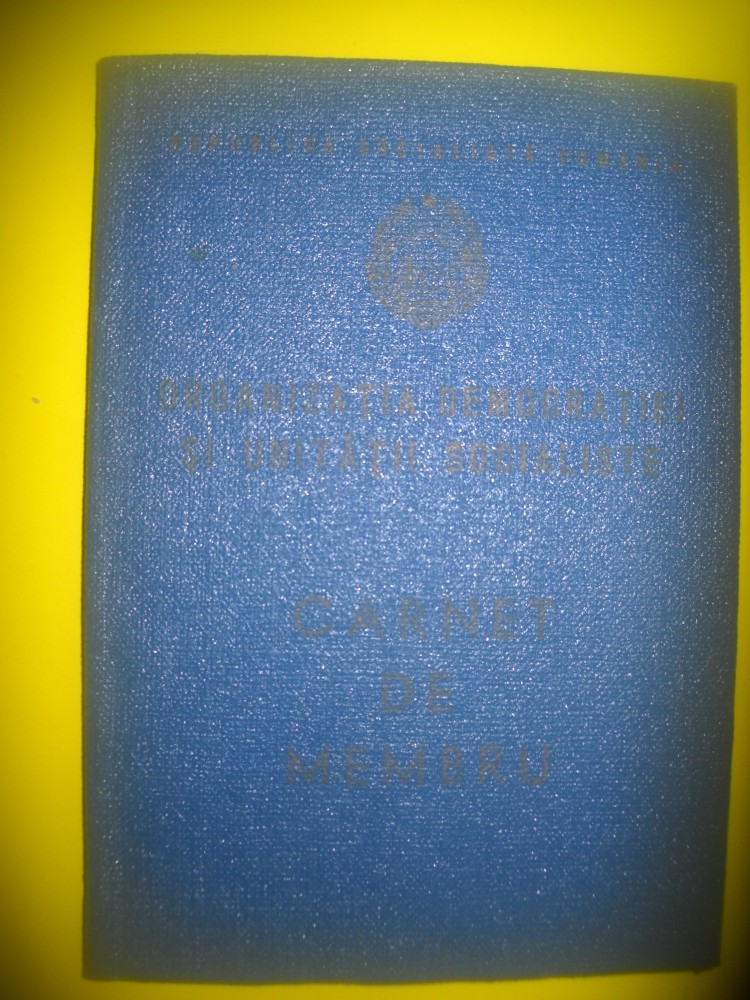 REPUBLICA SOCIALISTĂ ROMÂNIA
ORGANIZAȚIA DEMOCRAȚIEI
ȘI UNITĂȚII SOCIALISTE
CARNET
DE
MEMBRU